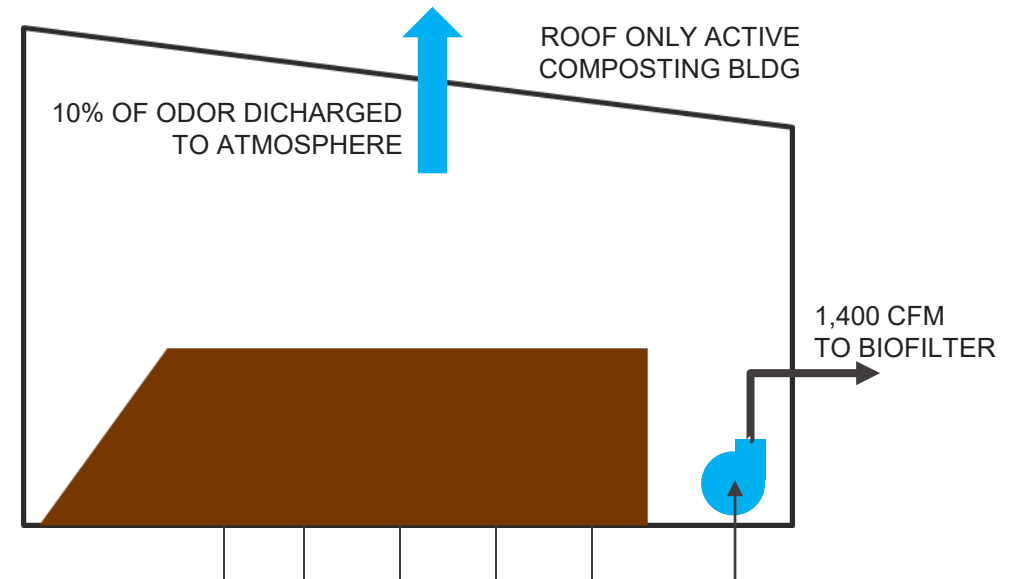 ROOF ONLY ACTIVE
COMPOSTING BLDG
10% OF ODOR DICHARGED
TO ATMOSPHERE
1,400 CFM
TO BIOFILTER